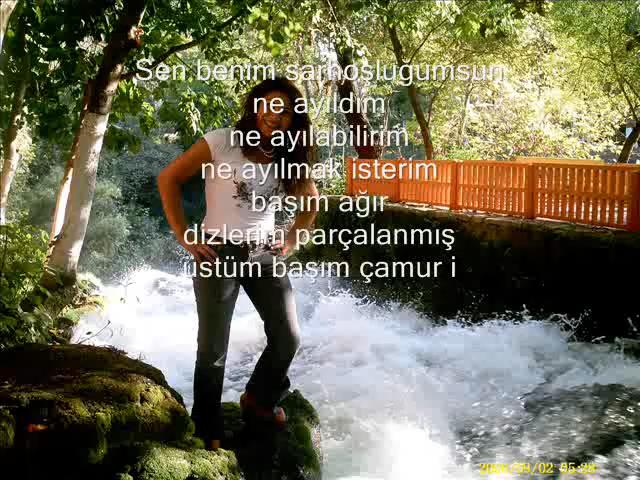 Sen benim sarhoşluğumsun
ne ayıldım
ne ayılabilirim
ne ayılmak isterim
başım ağır
dizlerim parçalanmış
üstüm başım çamur i